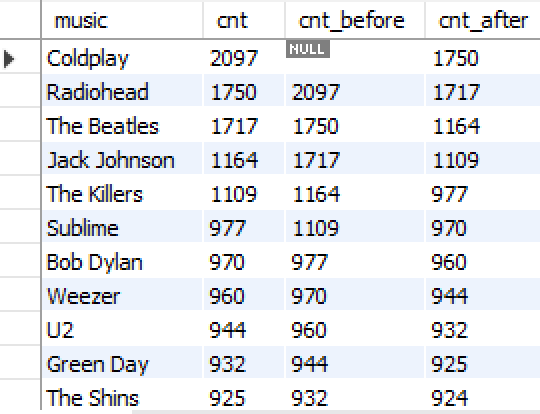 music cnt cnt_before cnt_after
Coldplay 2097 NULL 1750
Radiohead 1750 2097 1717
The Beatles 1717 1750 1164
Jack Johnson 1164 1717 1109
The Killers 1109 1164 977
Sublime 977 1109 970
Bob Dylan 970 977 960
Weezer 960 970 944
U2 944 960 932
Green Day 932 944 925
The Shins 925 932 924